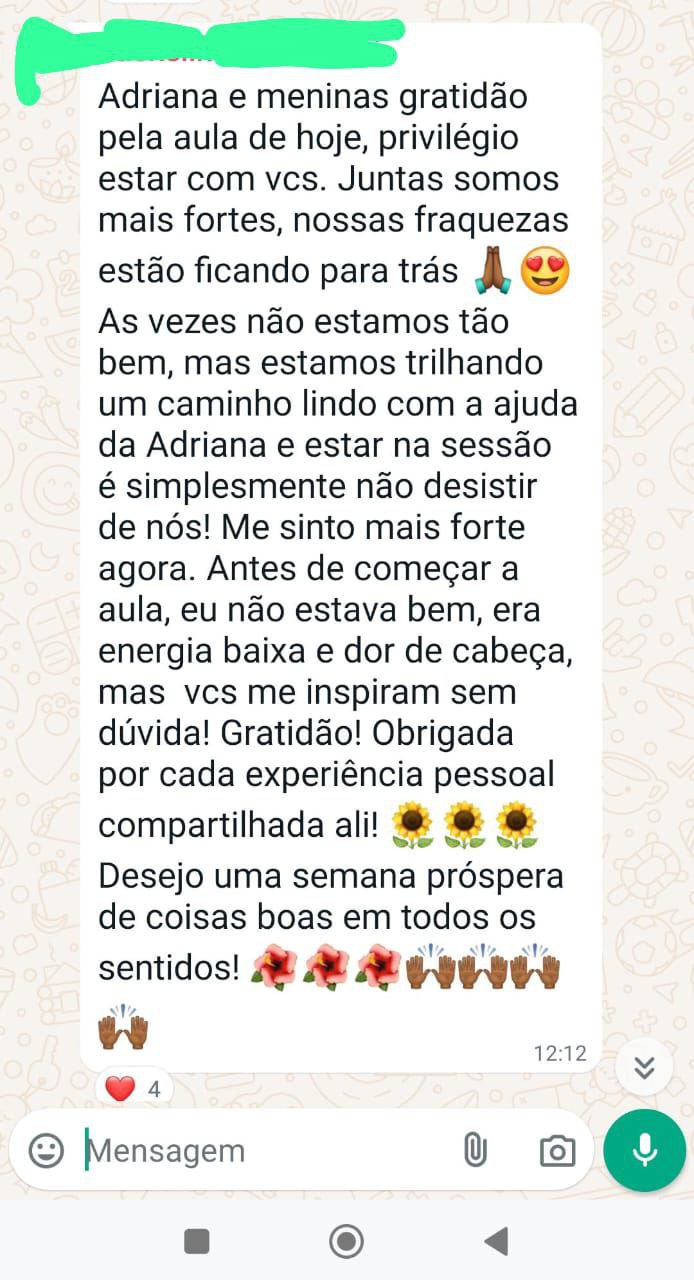 Adriana e meninas gratidão
pela aula de hoje, privilégio
estar com vcs. Juntas somos
mais fortes, nossas fraquezas
estão ficando para trás 🙏🏾😍
As vezes não estamos tão
bem, mas estamos trilhando
um caminho lindo com a ajuda
da Adriana e estar na sessão
é simplesmente não desistir
de nós! Me sinto mais forte
agora. Antes de começar a
aula, eu não estava bem, era
energia baixa e dor de cabeça,
mas  vcs me inspiram sem
dúvida! Gratidão! Obrigada
por cada experiência pessoal
compartilhada ali! 🌻🌻🌻
Desejo uma semana próspera
de coisas boas em todos os
sentidos! 🌺🌺🌺🙌🏾🙌🏾🙌🏾
🙌🏾
12:12
❤️ 4
Mensagem